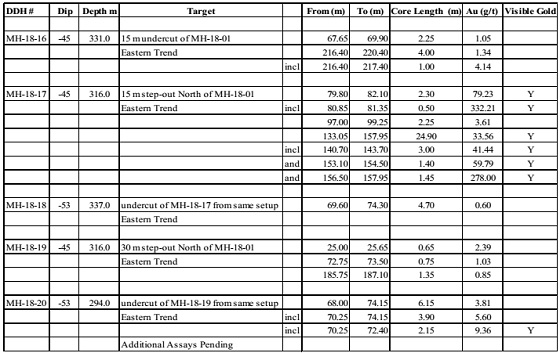 DDH # Dip Depth m Target From (m) To (m) Core Length (m) Au (g/t) Visible Gold
MH-18-16 -45 331.0 15 m undercut of MH-18-01 67.65 69.90 2.25 1.05
Eastern Trend 216.40 220.40 4.00 1.34
incl 216.40 217.40 1.00 4.14
MH-18-17 -45 316.0 15 m step-out North of MH-18-01 79.80 82.10 2.30 79.23 Y
Eastern Trend incl 80.85 81.35 0.50 332.21 Y
97.00 99.25 2.25 3.61
133.05 157.95 24.90 33.56 Y
incl 140.70 143.70 3.00 41.44 Y
and 153.10 154.50 1.40 59.79 Y
and 156.50 157.95 1.45 278.00 Y
MH-18-18 -53 337.0 undercut of MH-18-17 from same setup 69.60 74.30 4.70 0.60
Eastern Trend
MH-18-19 -45 316.0 30 m step-out North of MH-18-01 25.00 25.65 0.65 2.39
Eastern Trend 72.75 73.50 0.75 1.03
185.75 187.10 1.35 0.85
MH-18-20 -53 294.0 undercut of MH-18-19 from same setup 68.00 74.15 6.15 3.81
Eastern Trend incl 70.25 74.15 3.90 5.60
incl 70.25 72.40 2.15 9.36 Y
Additional Assays Pending